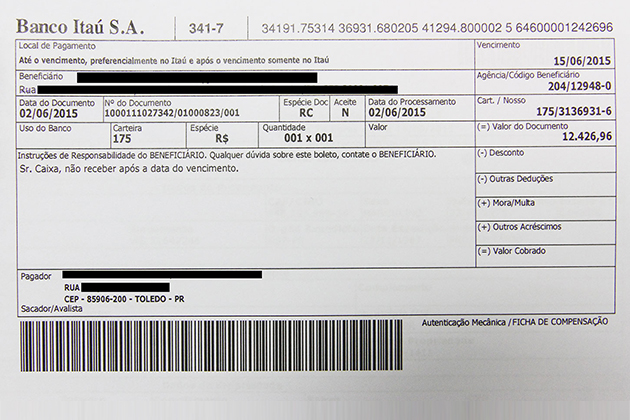 Banco Itaú S.A. 341-7 34191.75314 36931.680205 41294.800002 5 64600001242696
Local de Pagamento Vencimento
Até o vencimento, preferencialmente no Itaú e após o vencimento somente no Itaú 15/06/2015
Beneficiário Agência/Código Beneficiário
Rua 204/12948-0
Data do Documento Nº do Documento Espécie Doc Aceite Data do Processamento Cart. / Nosso
02/06/2015 1000111027342/01000823/001 RC N 02/06/2015 175/3136931-6
Uso do Banco Carteira Espécie Quantidade Valor (=) Valor do Documento
175 R$ 001 x 001 12.426,96
Instruções de Responsabilidade do BENEFICIÁRIO. Qualquer dúvida sobre este boleto, contate o BENEFICIÁRIO. (-) Desconto
Sr. Caixa, não receber após a data do vencimento.
(-) Outras Deduções
(+) Mora/Multa
(+) Outros Acréscimos
(=) Valor Cobrado
Pagador
RUA
CEP - 85906-200 - TOLEDO - PR
Sacador/Avalista
Autenticação Mecânica / FICHA DE COMPENSAÇÃO